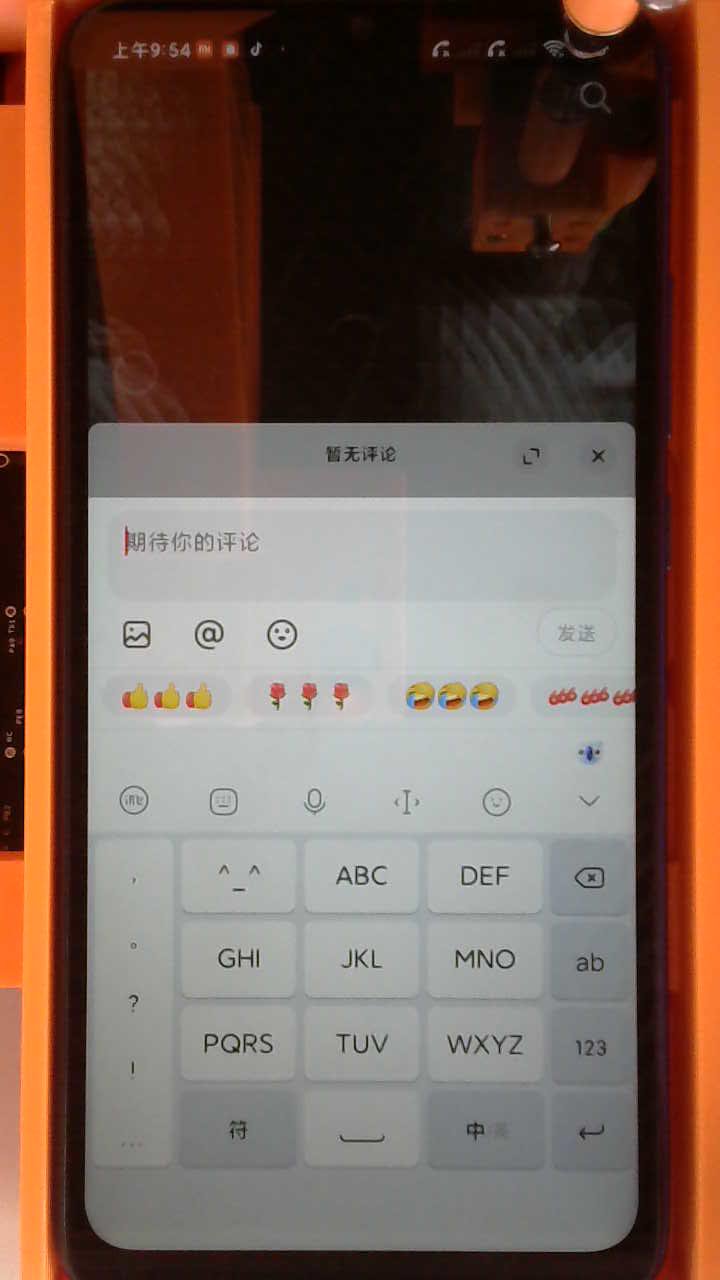 上午9:54
暂无评论
期待你的评论
@
发送
666 666
，
^_^
ABC
DEF
。
GHI
JKL
MNO
ab
?
PQRS
TUV
WXYZ
123
!
...
符
中/英